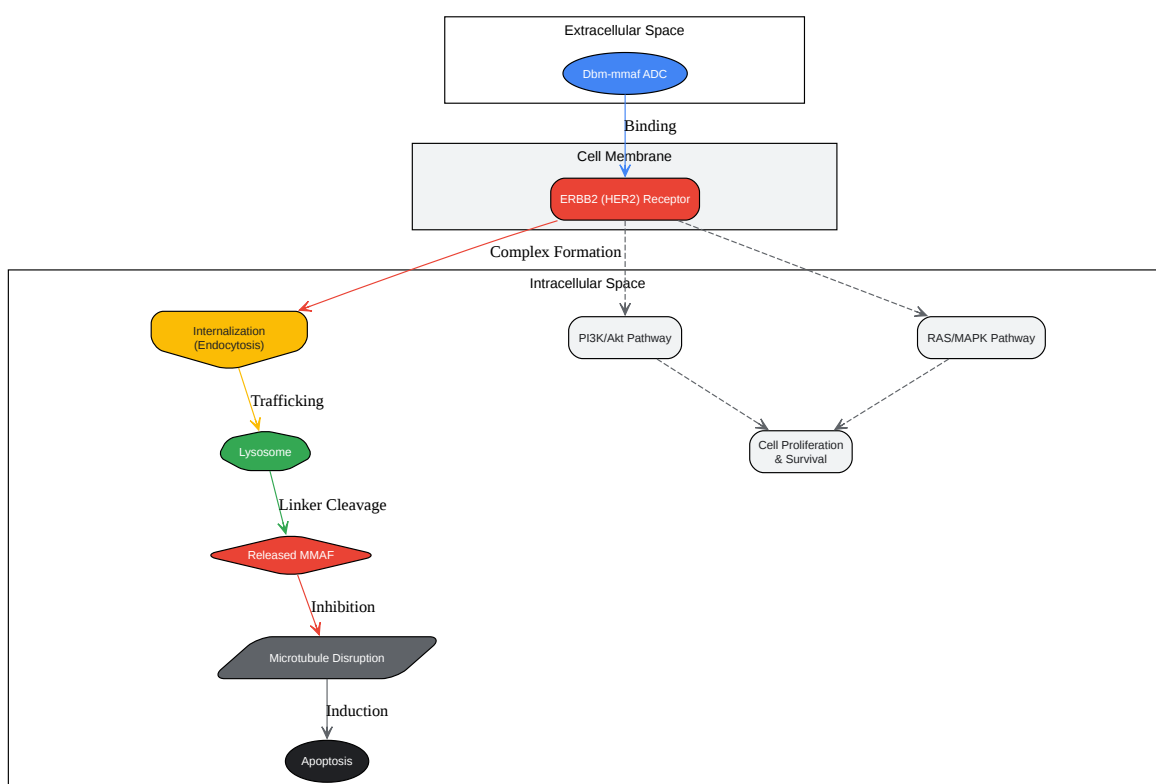 Extracellular Space
Dbm-mmaf ADC
Binding
Cell Membrane
ERBB2 (HER2) Receptor
Complex Formation
Intracellular Space
Internalization
(Endocytosis)
PI3K/Akt Pathway
RAS/MAPK Pathway
Trafficking
Lysosome
Cell Proliferation
& Survival
Linker Cleavage
Released MMAF
Inhibition
Microtubule Disruption
Induction
Apoptosis